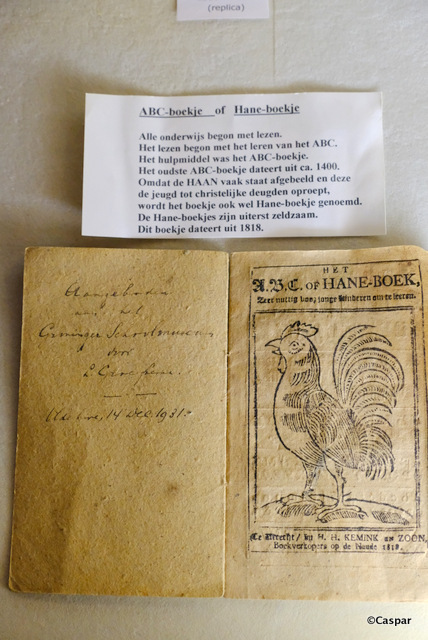 (replica)
ABC-boekje of Hane-boekje
Alle onderwijs begon met lezen.
Het lezen begon met het leren van het ABC.
Het hulpmiddel was het ABC-boekje.
Het oudste ABC-boekje dateert uit ca. 1400.
Omdat de HAAN vaak staat afgebeeld en deze
de jeugd tot christelijke deugden oproept,
wordt het boekje ook wel Hane-boekje genoemd.
De Hane-boekjes zijn uiterst zeldzaam.
Dit boekje dateert uit 1818.
Aangeboden
aan het
Groninger Schoolmuseum
door
14 Dec. 1931.
HET
A.B.C. OF HANE-BOEK,
Zeer nuttig voor jonge kinderen om te leeren.
Te Utrecht / bij H. H. KEMINK en ZOON,
Boekverkopers op de Neude 1818.
©Caspar